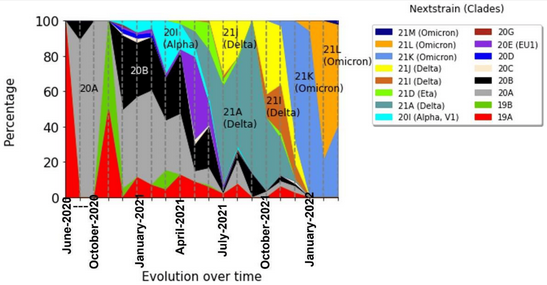 Nextstrain (Clades)
21M (Omicron)
21L (Omicron)
21K (Omicron)
21J (Delta)
21I (Delta)
21D (Eta)
21A (Delta)
20I (Alpha, V1)
20G
20E (EU1)
20D
20C
20B
20A
19B
19A
Percentage
100
80
60
40
20
0
20A
20B
20I
(Alpha)
21J
(Delta)
21A
(Delta)
21I
(Delta)
21K
(Omicron)
21L
(Omicron)
June-2020
October-2020
January-2021
April-2021
July-2021
October-2021
January-2022
Evolution over time